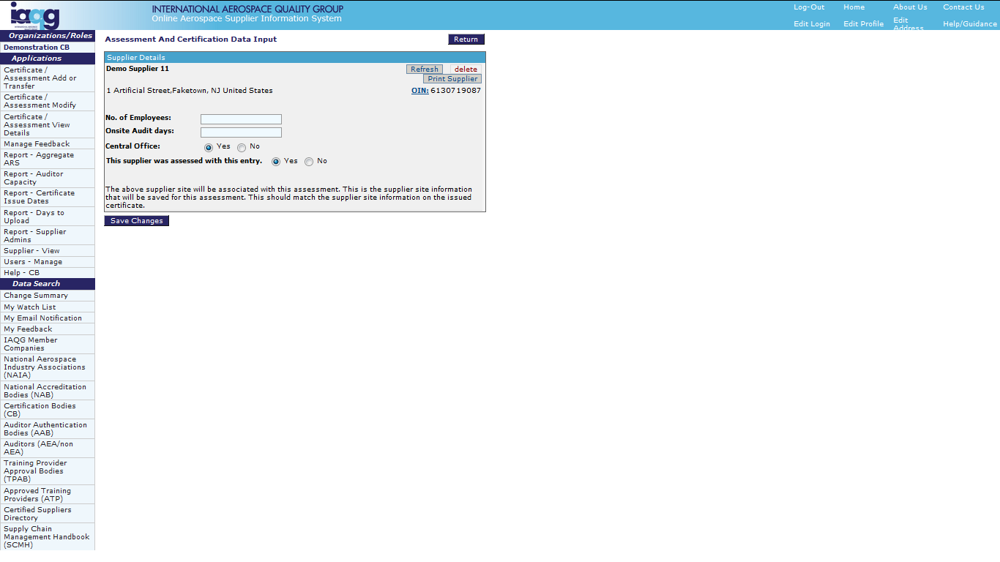 iaqg
INTERNATIONAL AEROSPACE QUALITY GROUP
Online Aerospace Supplier Information System
Log-Out
Home
About Us
Contact Us
Edit Login
Edit Profile
Edit
Address
Help/Guidance
Organizations/Roles
Demonstration CB
Applications
Certificate /
Assessment Add or
Transfer
Certificate /
Assessment Modify
Certificate /
Assessment View
Details
Manage Feedback
Report - Aggregate
ARS
Report - Auditor
Capacity
Report - Certificate
Issue Dates
Report - Days to
Upload
Report - Supplier
Admins
Supplier - View
Users - Manage
Help - CB
Data Search
Change Summary
My Watch List
My Email Notification
My Feedback
IAQG Member
Companies
National Aerospace
Industry Associations
(NAIA)
National Accreditation
Bodies (NAB)
Certification Bodies
(CB)
Auditor Authentication
Bodies (AAB)
Auditors (AEA/non
AEA)
Training Provider
Approval Bodies
(TPAB)
Approved Training
Providers (ATP)
Certified Suppliers
Directory
Supply Chain
Management Handbook
(SCMH)
Assessment And Certification Data Input
Return
Supplier Details
Demo Supplier 11
Refresh
delete
Print Supplier
1 Artificial Street,Faketown, NJ United States
OIN: 6130719087
No. of Employees:
Onsite Audit days:
Central Office: Yes No
This supplier was assessed with this entry. Yes No
The above supplier site will be associated with this assessment. This is the supplier site information
that will be saved for this assessment. This should match the supplier site information on the issued
certificate.
Save Changes